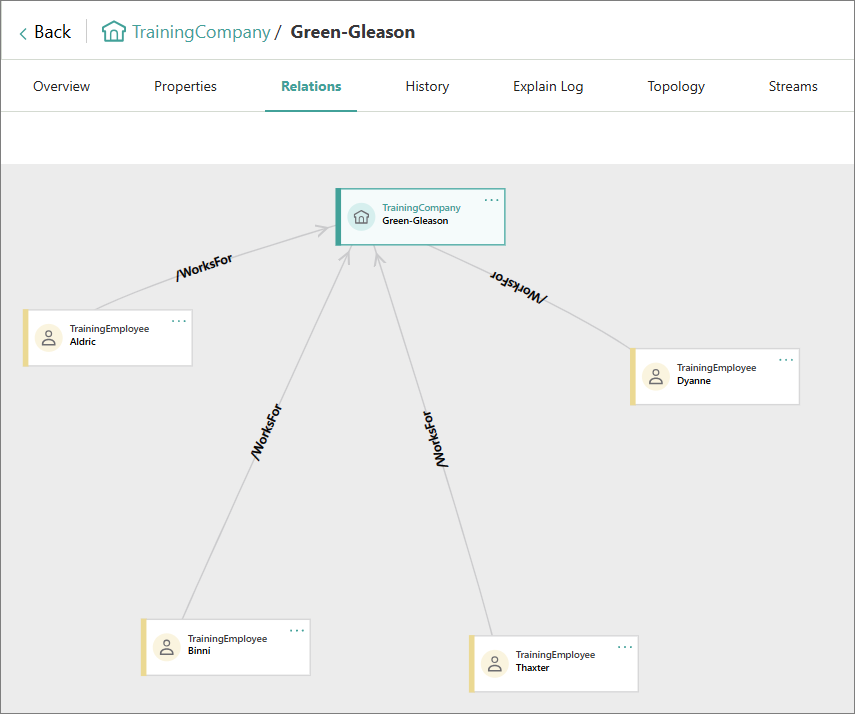 Back
TrainingCompany / Green-Gleason
Overview Properties Relations History Explain Log Topology Streams
TrainingCompany
Green-Gleason
/WorksFor
/WorksFor
TrainingEmployee
Aldric
TrainingEmployee
Dyanne
/WorksFor
/WorksFor
TrainingEmployee
Binni
TrainingEmployee
Thaxter